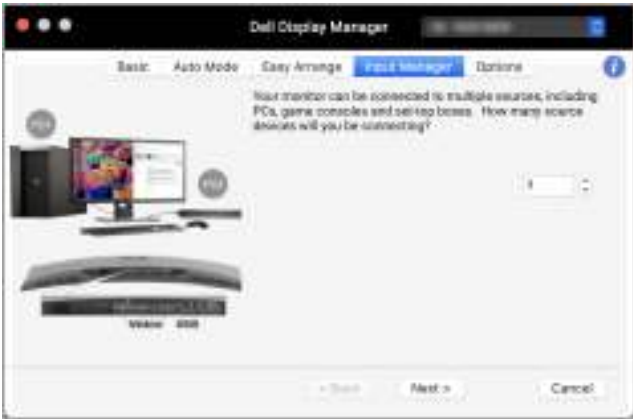 Dell Display Manager
Basic Auto Mode Easy Arrange Input Manager Options
Your monitor can be connected to multiple sources, including
PCs, game consoles and set-top boxes. How many source
devices will you be connecting?
Video USB
< Back Next > Cancel